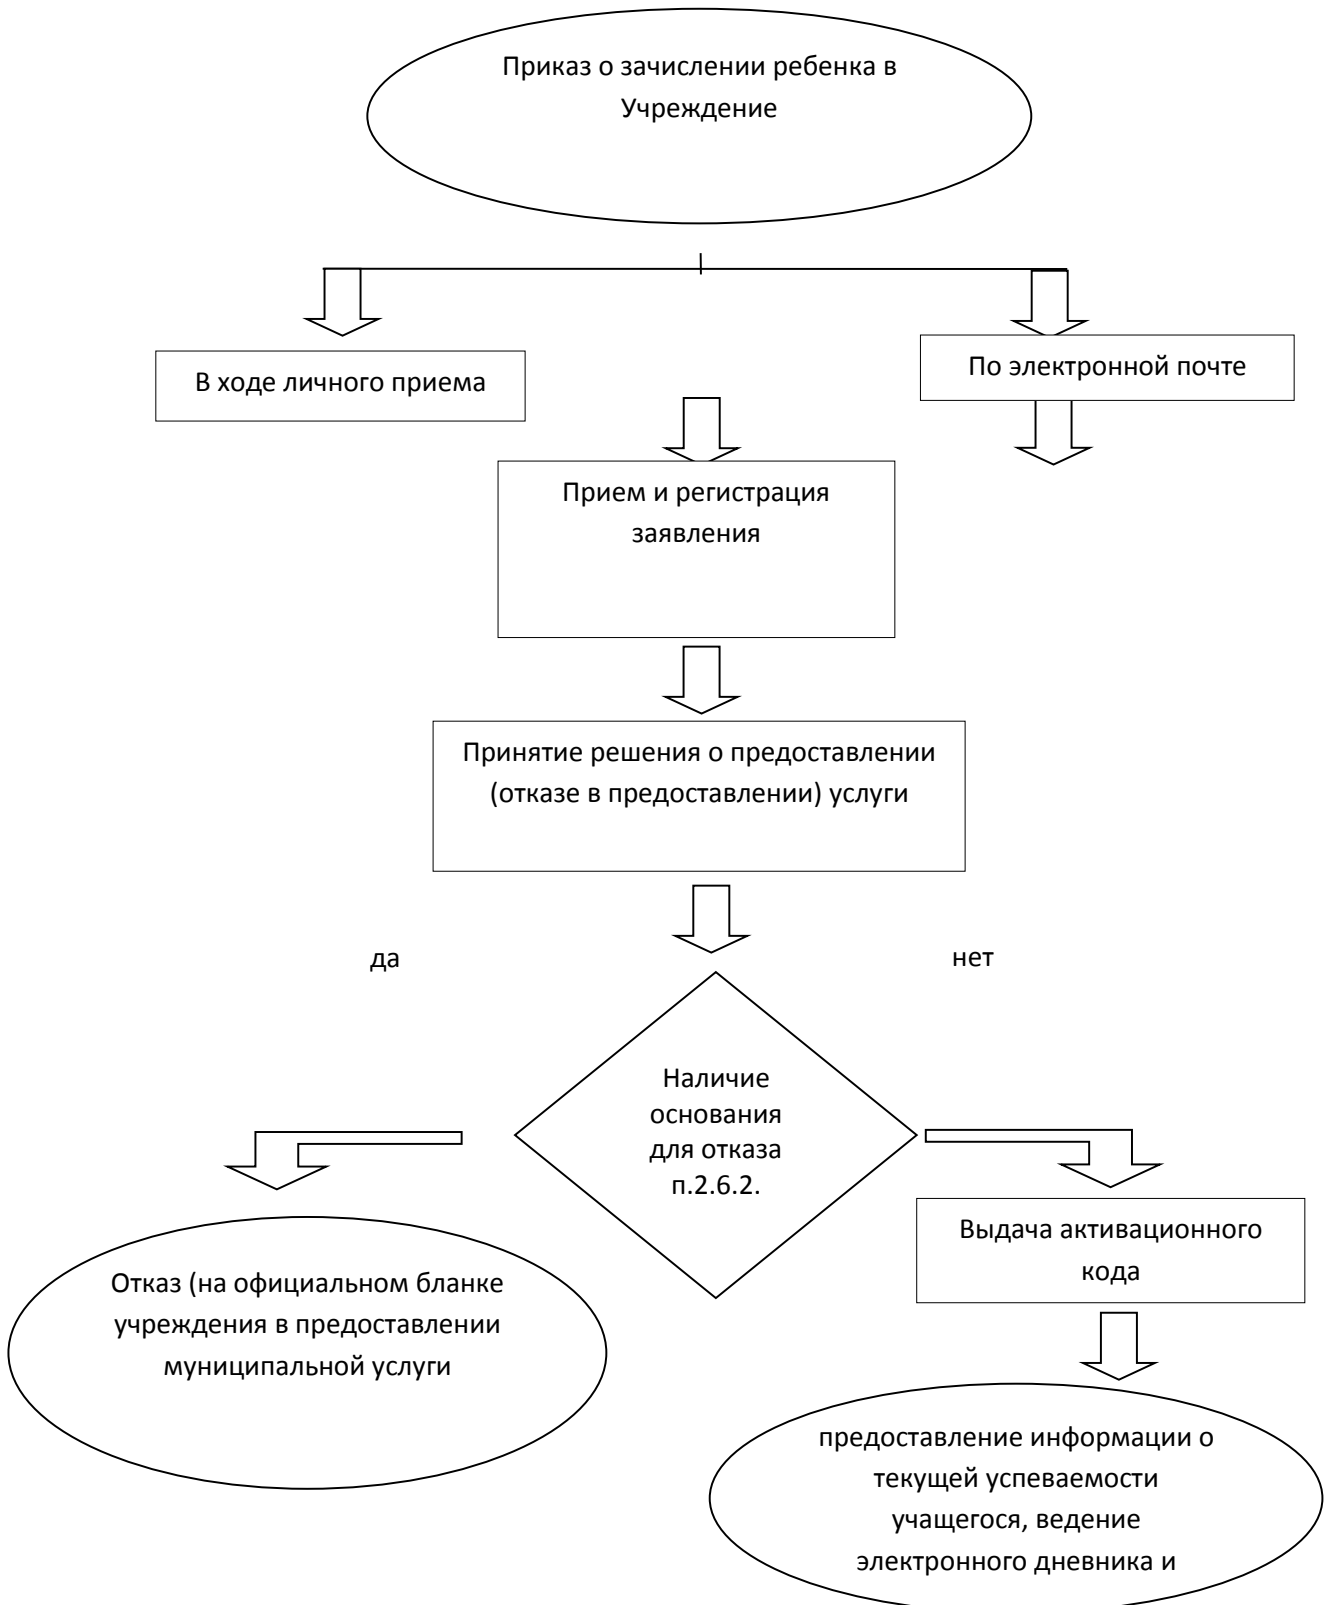 Приказ о зачислении ребенка в
Учреждение
В ходе личного приема
По электронной почте
Прием и регистрация
заявления
Принятие решения о предоставлении
(отказе в предоставлении) услуги
да
нет
Наличие
основания
для отказа
п.2.6.2.
Отказ (на официальном бланке
учреждения в предоставлении
муниципальной услуги
Выдача активационного
кода
предоставление информации о
текущей успеваемости
учащегося, ведение
электронного дневника и